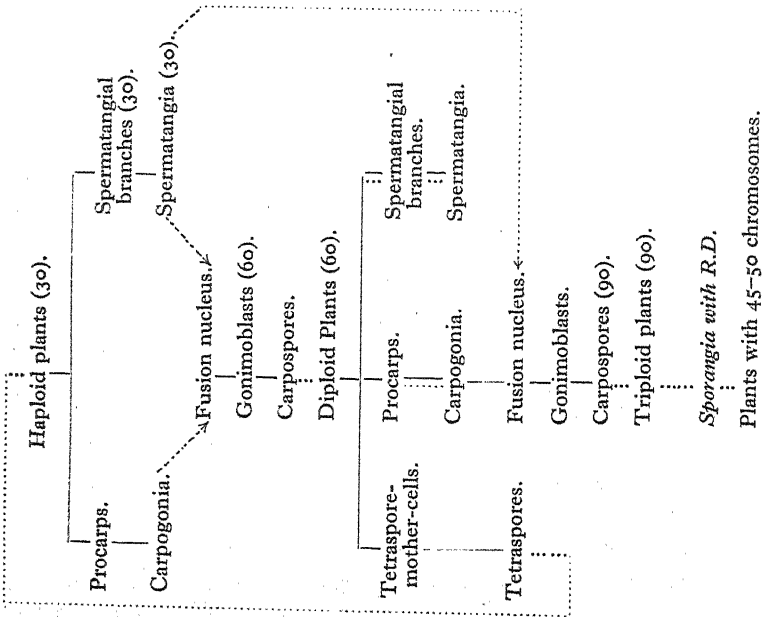 Haploid plants (30).
Procarps.
Spermatangial
branches (30).
Carpogonia.
Spermatangia (30).
Fusion nucleus.
Gonimoblasts (60).
Carpospores.
Diploid Plants (60).
Tetraspore-
mother-cells.
Procarps.
Spermatangial
branches.
Tetraspores.
Carpogonia.
Spermatangia.
Fusion nucleus.
Gonimoblasts.
Carpospores (90).
Triploid plants (90).
Sporangia with R.D.
Plants with 45–50 chromosomes.